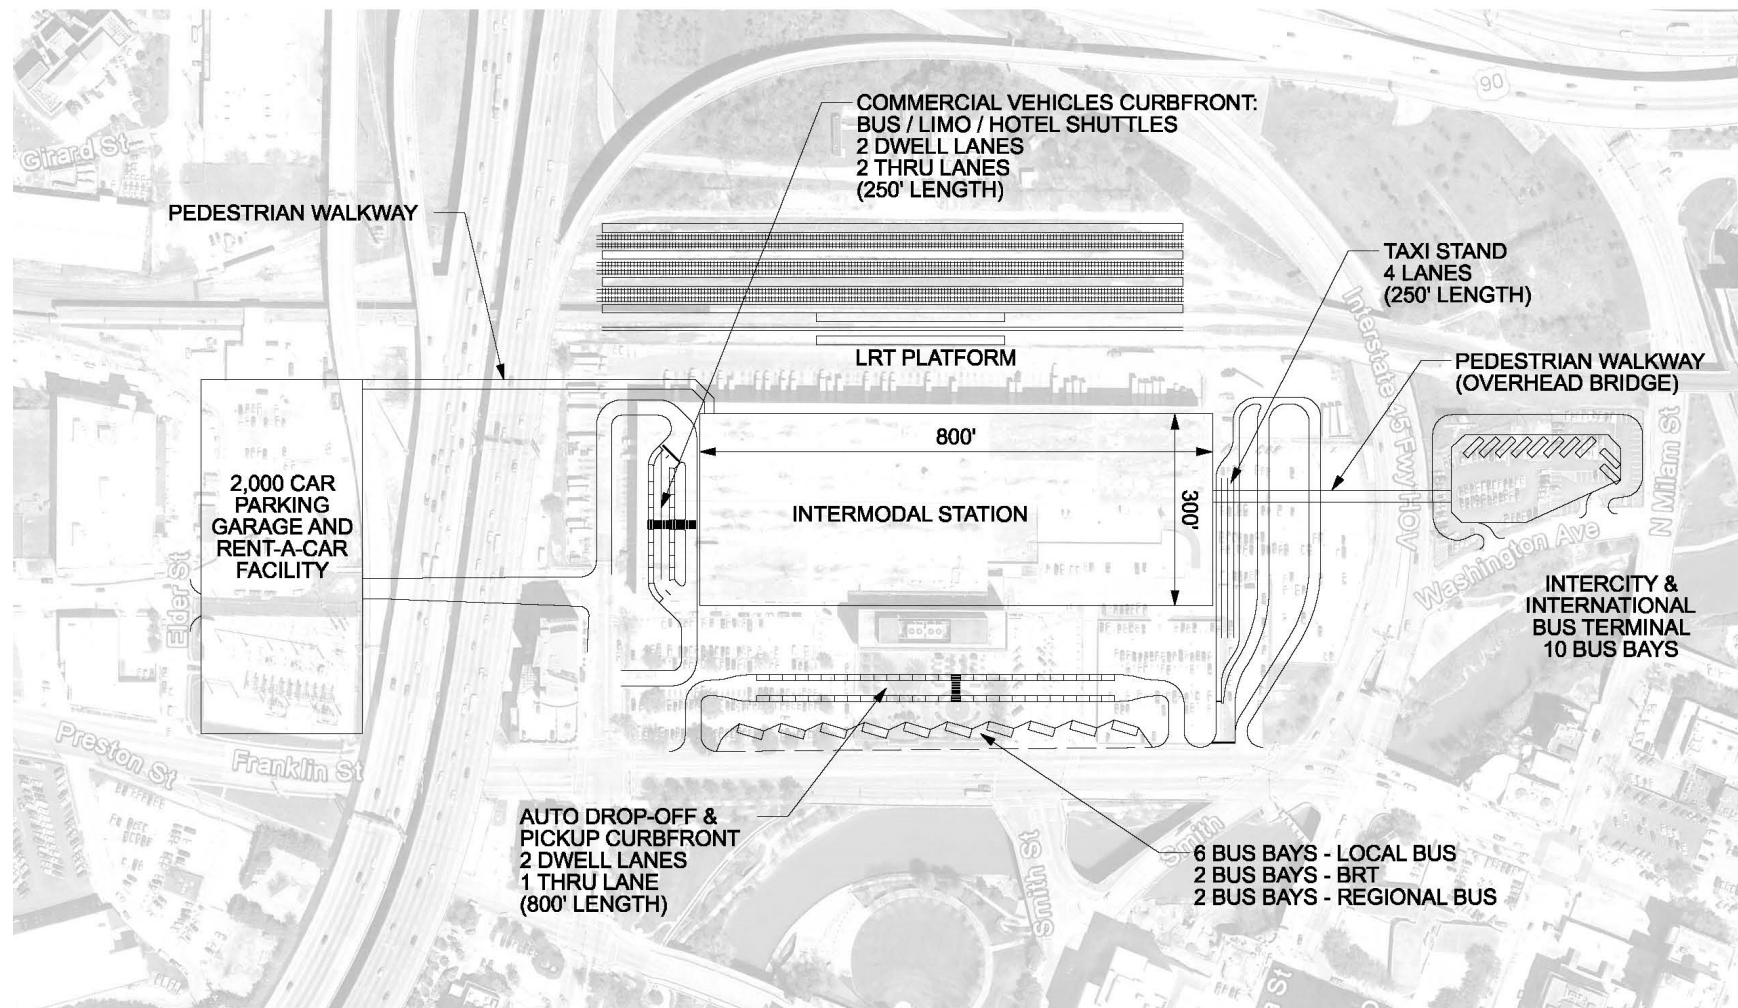 90
COMMERCIAL VEHICLES CURBFRONT:
BUS / LIMO / HOTEL SHUTTLES
2 DWELL LANES
2 THRU LANES
(250' LENGTH)
Girard St
PEDESTRIAN WALKWAY
TAXI STAND
4 LANES
(250' LENGTH)
Interstate 45 Fwy HOV
LRT PLATFORM
PEDESTRIAN WALKWAY
(OVERHEAD BRIDGE)
N Milam St
800'
300'
INTERMODAL STATION
2,000 CAR
PARKING
GARAGE AND
RENT-A-CAR
FACILITY
Elder St
Washington Ave
INTERCITY &
INTERNATIONAL
BUS TERMINAL
10 BUS BAYS
Preston St
Franklin St
AUTO DROP-OFF &
PICKUP CURBFRONT
2 DWELL LANES
1 THRU LANE
(800' LENGTH)
Smith St
Smith
6 BUS BAYS - LOCAL BUS
2 BUS BAYS - BRT
2 BUS BAYS - REGIONAL BUS
St